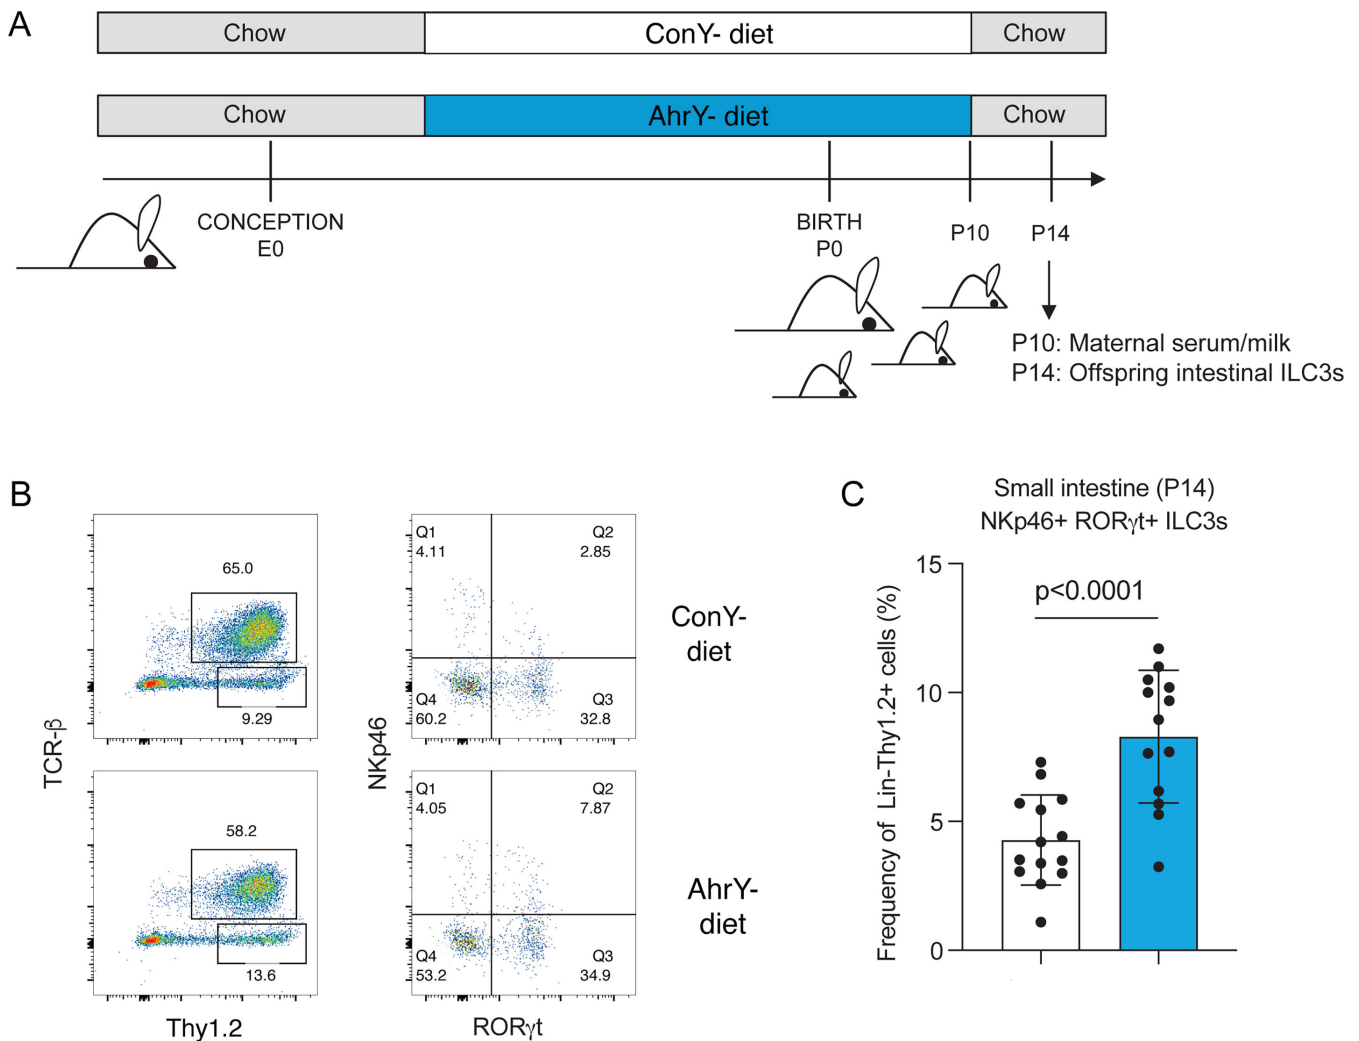 A
Chow
ConY- diet
Chow
Chow
AhrY- diet
Chow
CONCEPTION
E0
BIRTH
P0
P10
P14
P10: Maternal serum/milk
P14: Offspring intestinal ILC3s
B
TCR-β
65.0
9.29
58.2
13.6
Thy1.2
NKp46
Q1
4.11
Q2
2.85
Q4
60.2
Q3
32.8
Q1
4.05
Q2
7.87
Q4
53.2
Q3
34.9
RORγt
ConY-
diet
AhrY-
diet
C
Small intestine (P14)
NKp46+ RORγt+ ILC3s
Frequency of Lin-Thy1.2+ cells (%)
15
10
5
0
p<0.0001